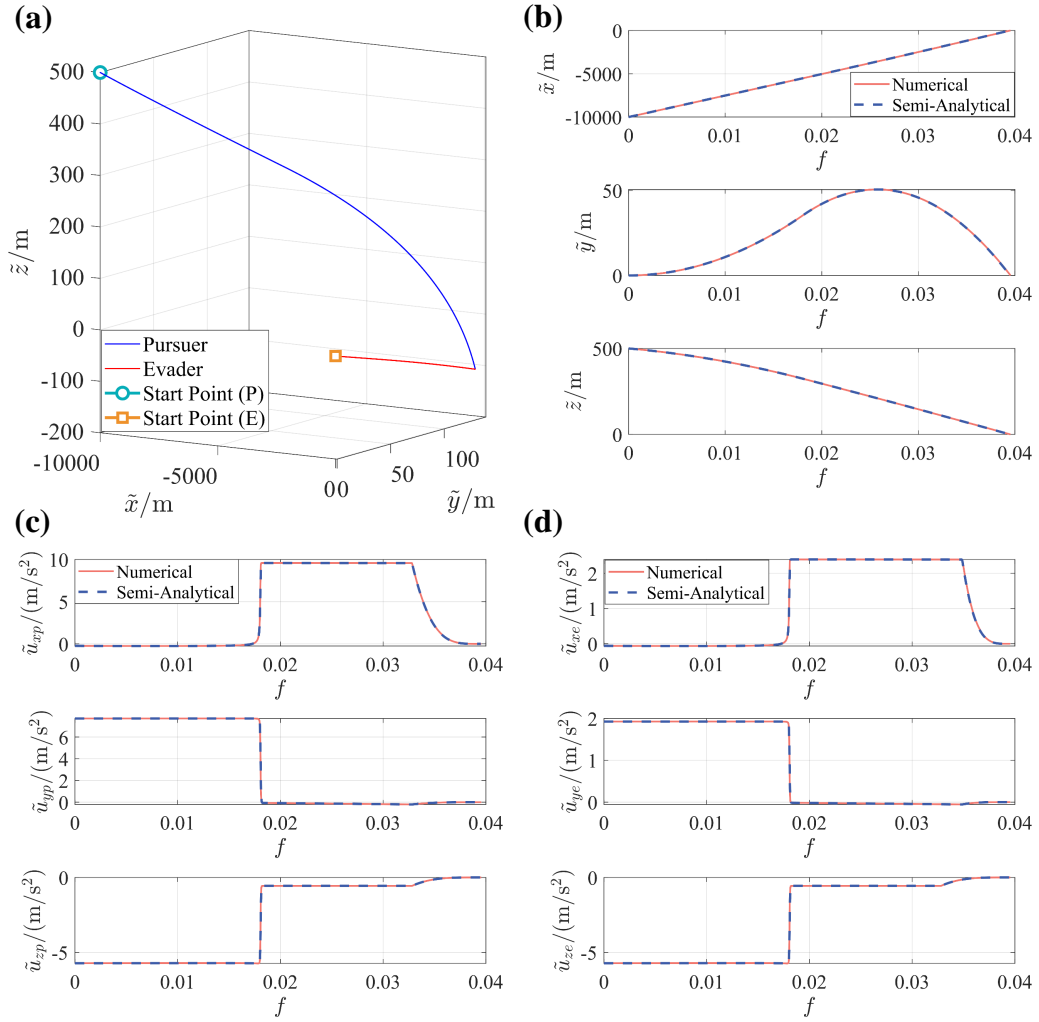 (a)
500
400
300
200
100
0
-100
-200
z̃/m
Pursuer
Evader
Start Point (P)
Start Point (E)
-10000
-5000
0
0
50
100
x̃/m
ỹ/m
(b)
0
-5000
-10000
x̃/m
Numerical
Semi-Analytical
0 0.01 0.02 0.03 0.04
f
50
0
ỹ/m
0 0.01 0.02 0.03 0.04
f
500
0
z̃/m
0 0.01 0.02 0.03 0.04
f
(c)
10
5
0
ũxp/(m/s²)
Numerical
Semi-Analytical
0 0.01 0.02 0.03 0.04
f
6
4
2
0
ũyp/(m/s²)
0 0.01 0.02 0.03 0.04
f
0
-5
ũzp/(m/s²)
0 0.01 0.02 0.03 0.04
f
(d)
2
1
0
ũxe/(m/s²)
Numerical
Semi-Analytical
0 0.01 0.02 0.03 0.04
f
2
1
0
ũye/(m/s²)
0 0.01 0.02 0.03 0.04
f
0
-5
ũze/(m/s²)
0 0.01 0.02 0.03 0.04
f